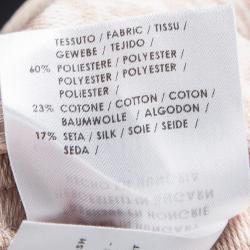 TESSUTO / FABRIC / TISSU /
GEWEBE / TEJIDO /
60% POLIESTERE / POLYESTER /
POLYESTER / POLYESTER /
POLIESTER /
23% COTONE / COTTON / COTON /
BAUMWOLLE / ALGODON /
17% SETA / SILK / SOIE / SEIDE /
SEDA /